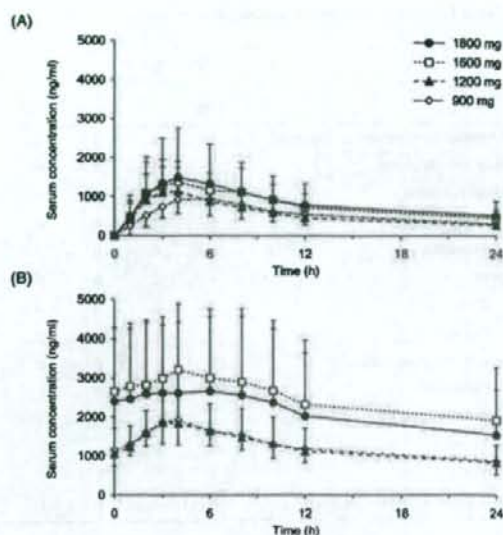 (A)
5000
4000
3000
2000
1000
0
Serum concentration (ng/ml)
1800 mg
1600 mg
1200 mg
900 mg
0 6 12 18 24
Time (h)
(B)
5000
4000
3000
2000
1000
0
Serum concentration (ng/ml)
0 6 12 18 24
Time (h)